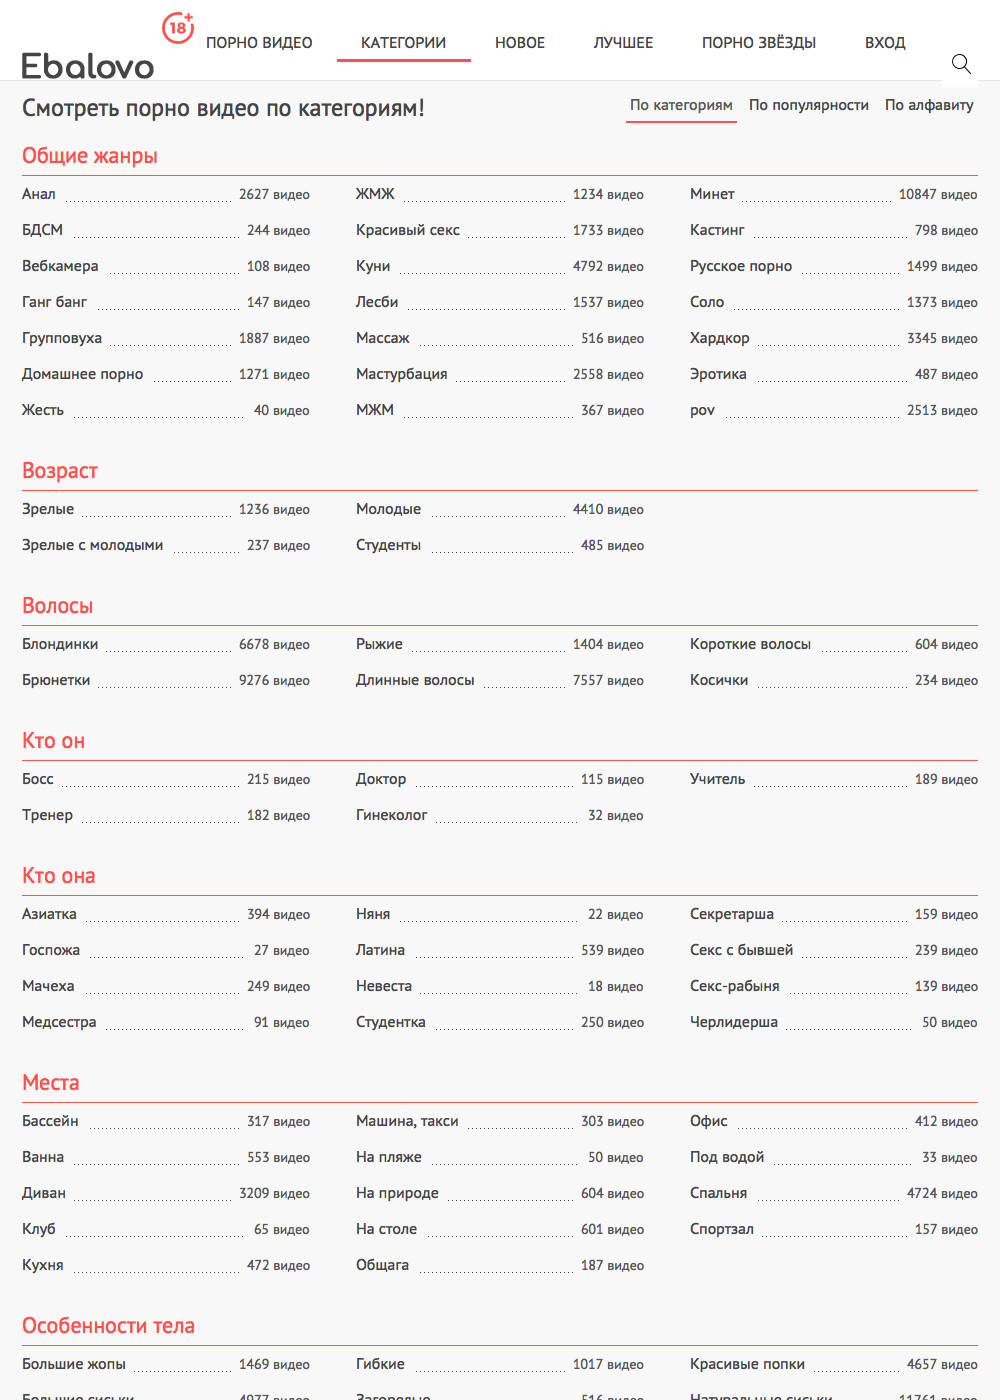 Ebalovo 18+
ПОРНО ВИДЕО КАТЕГОРИИ НОВОЕ ЛУЧШЕЕ ПОРНО ЗВЁЗДЫ ВХОД
Смотреть порно видео по категориям! По категориям По популярности По алфавиту
Общие жанры
Анал 2627 видео ЖМЖ 1234 видео Минет 10847 видео
БДСМ 244 видео Красивый секс 1733 видео Кастинг 798 видео
Вебкамера 108 видео Куни 4792 видео Русское порно 1499 видео
Ганг банг 147 видео Лесби 1537 видео Соло 1373 видео
Групповуха 1887 видео Массаж 516 видео Хардкор 3345 видео
Домашнее порно 1271 видео Мастурбация 2558 видео Эротика 487 видео
Жесть 40 видео МЖМ 367 видео pov 2513 видео
Возраст
Зрелые 1236 видео Молодые 4410 видео
Зрелые с молодыми 237 видео Студенты 485 видео
Волосы
Блондинки 6678 видео Рыжие 1404 видео Короткие волосы 604 видео
Брюнетки 9276 видео Длинные волосы 7557 видео Косички 234 видео
Кто он
Босс 215 видео Доктор 115 видео Учитель 189 видео
Тренер 182 видео Гинеколог 32 видео
Кто она
Азиатка 394 видео Няня 22 видео Секретарша 159 видео
Госпожа 27 видео Латина 539 видео Секс с бывшей 239 видео
Мачеха 249 видео Невеста 18 видео Секс-рабыня 139 видео
Медсестра 91 видео Студентка 250 видео Черлидерша 50 видео
Места
Бассейн 317 видео Машина, такси 303 видео Офис 412 видео
Ванна 553 видео На пляже 50 видео Под водой 33 видео
Диван 3209 видео На природе 604 видео Спальня 4724 видео
Клуб 65 видео На столе 601 видео Спортзал 157 видео
Кухня 472 видео Общага 187 видео
Особенности тела
Большие жопы 1469 видео Гибкие 1017 видео Красивые попки 4657 видео
Большие сиськи 4977 видео Загорелые 516 видео Натуральные сиськи 11761 видео